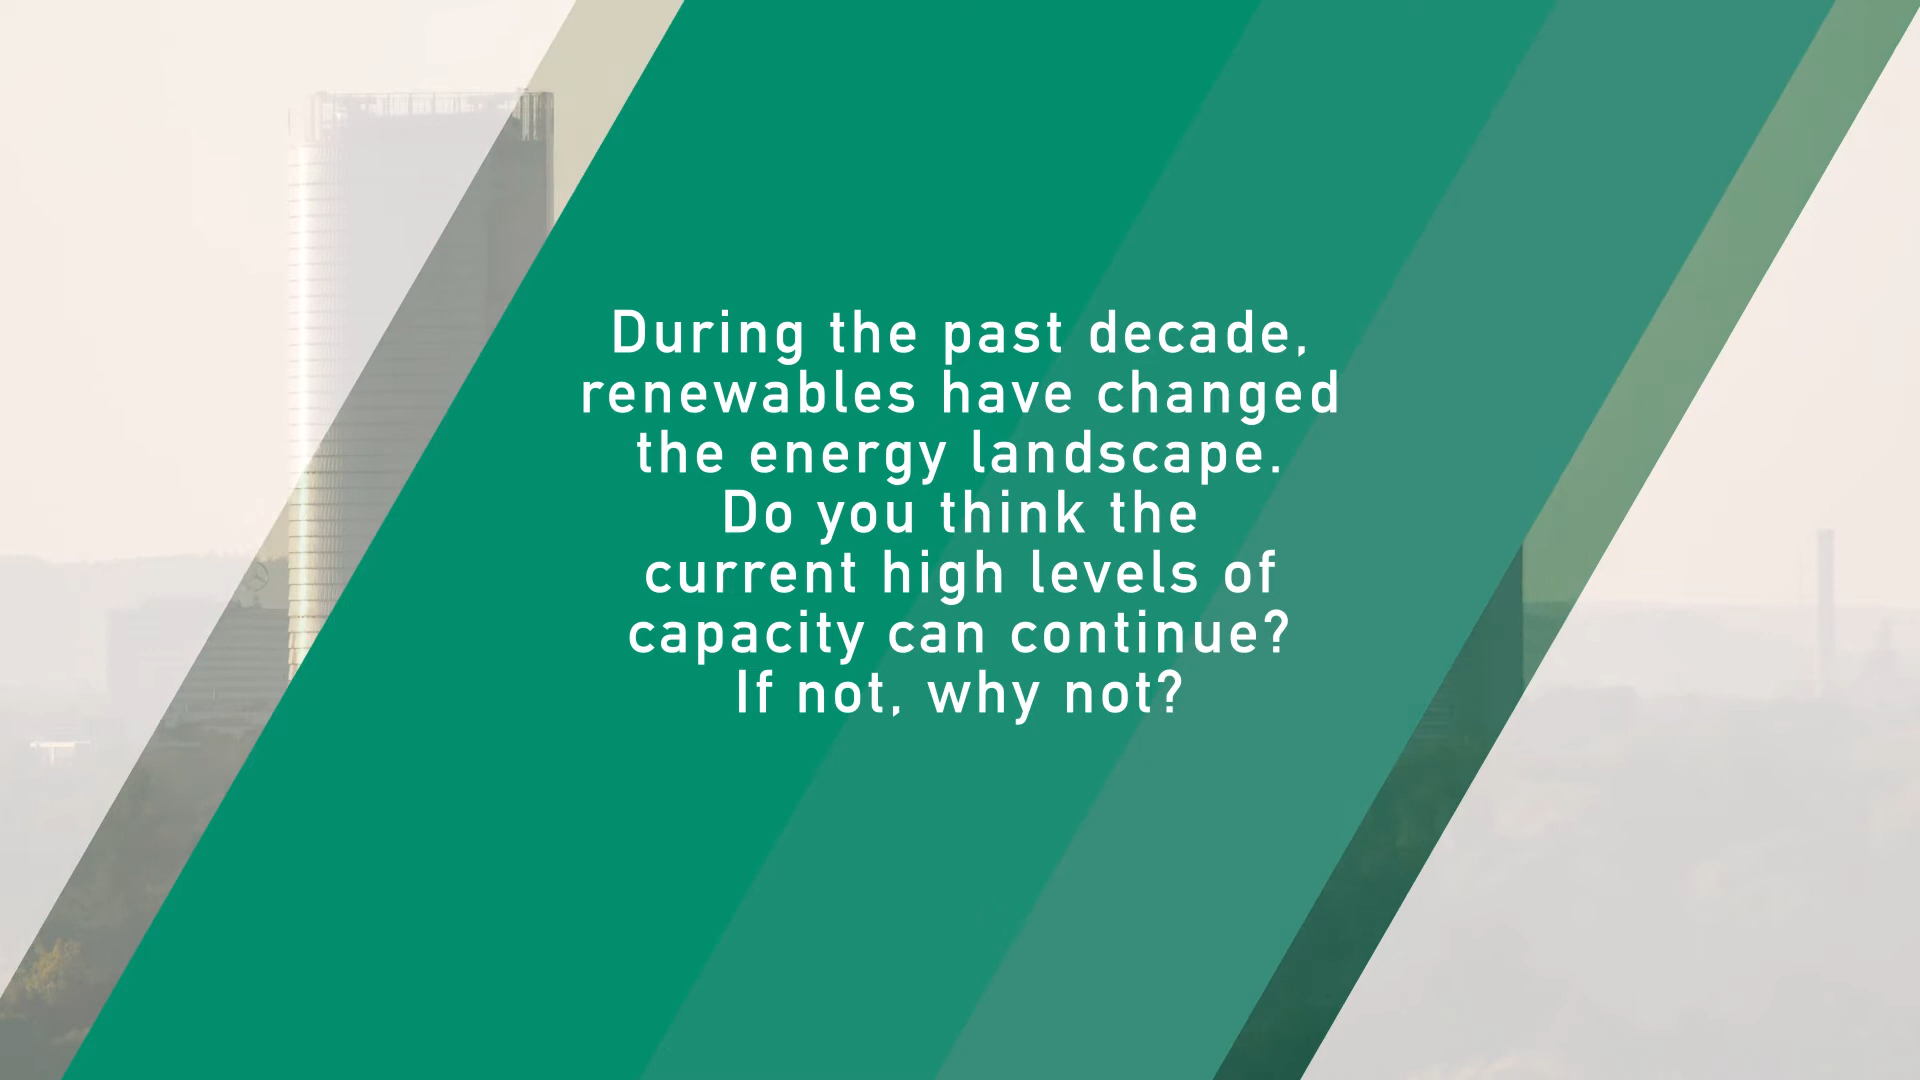 During the past decade,
renewables have changed
the energy landscape.
Do you think the
current high levels of
capacity can continue?
If not, why not?